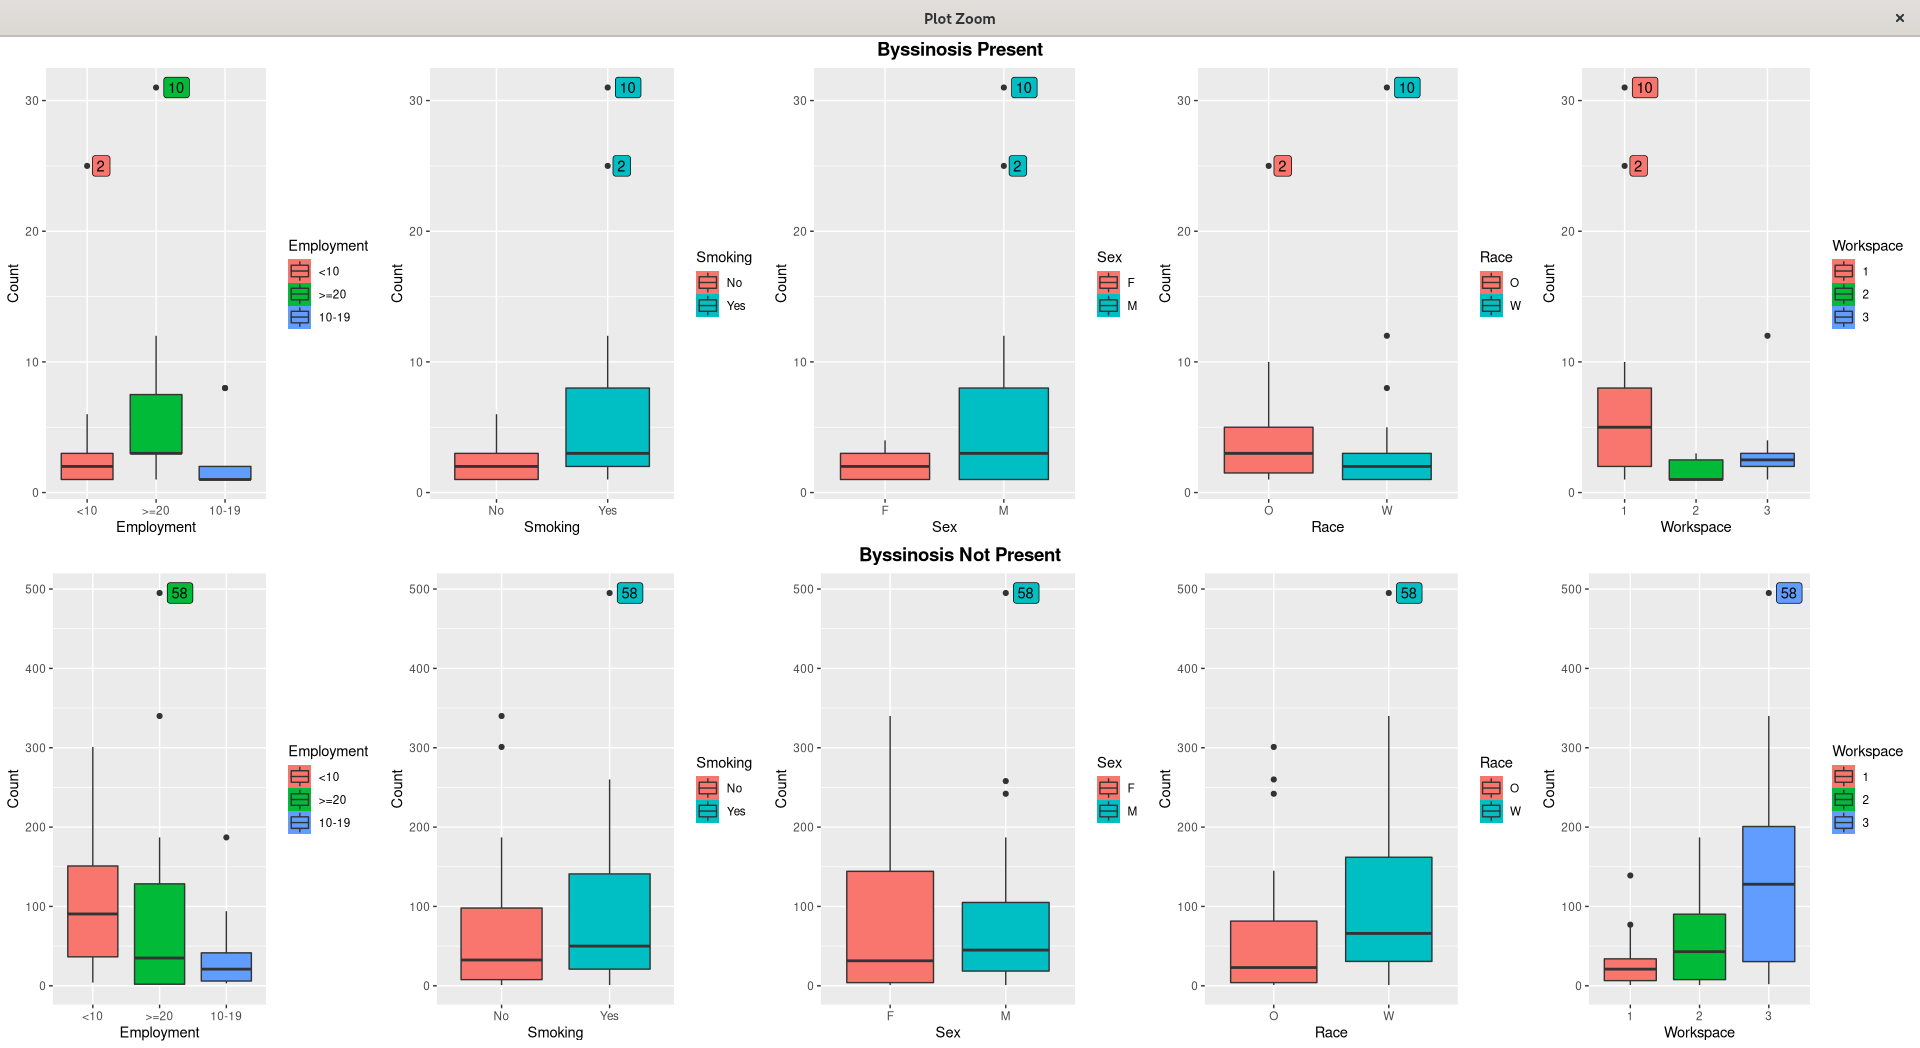 Plot Zoom ×
Byssinosis Present
Count
30
20
10
0
10
2
<10 >=20 10-19
Employment
Employment
<10
>=20
10-19
Count
30
20
10
0
10
2
No Yes
Smoking
Smoking
No
Yes
Count
30
20
10
0
10
2
F M
Sex
Sex
F
M
Count
30
20
10
0
10
2
O W
Race
Race
O
W
Count
30
20
10
0
10
2
1 2 3
Workspace
Workspace
1
2
3
Byssinosis Not Present
Count
500
400
300
200
100
0
58
<10 >=20 10-19
Employment
Employment
<10
>=20
10-19
Count
500
400
300
200
100
0
58
No Yes
Smoking
Smoking
No
Yes
Count
500
400
300
200
100
0
58
F M
Sex
Sex
F
M
Count
500
400
300
200
100
0
58
O W
Race
Race
O
W
Count
500
400
300
200
100
0
58
1 2 3
Workspace
Workspace
1
2
3